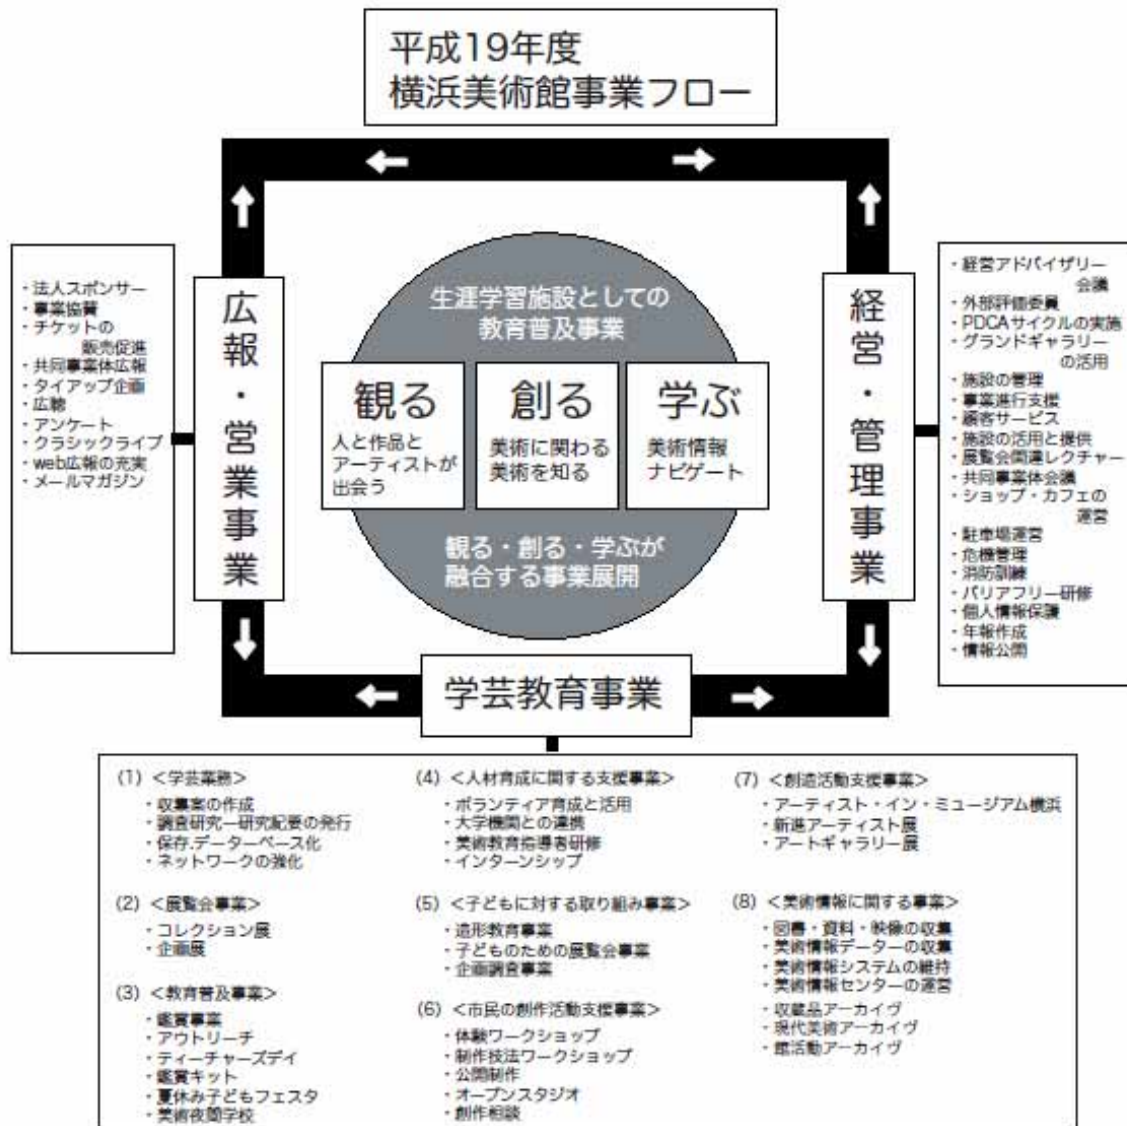 平成19年度
横浜美術館事業フロー
・法人スポンサー
・事業協賛
・チケットの
販売促進
・共同事業体広報
・タイアップ企画
・広聴
・アンケート
・クラシックライブ
・web広報の充実
・メールマガジン
広報・営業事業
生涯学習施設としての
教育普及事業
観る
人と作品と
アーティストが
出会う
創る
美術に関わる
美術を知る
学ぶ
美術情報
ナビゲート
観る・創る・学ぶが
融合する事業展開
経営・管理事業
・経営アドバイザリー
会議
・外部評価委員
・PDCAサイクルの実施
・グランドギャラリー
の活用
・施設の管理
・事業進行支援
・顧客サービス
・施設の活用と提供
・展覧会関連レクチャー
・共同事業体会議
・ショップ・カフェの
運営
・駐車場運営
・危機管理
・消防訓練
・バリアフリー研修
・個人情報保護
・年報作成
・情報公開
学芸教育事業
(1) <学芸業務>
・収集案の作成
・調査研究—研究紀要の発行
・保存.データーベース化
・ネットワークの強化
(2) <展覧会事業>
・コレクション展
・企画展
(3) <教育普及事業>
・鑑賞事業
・アウトリーチ
・ティーチャーズデイ
・鑑賞キット
・夏休み子どもフェスタ
・美術夜間学校
(4) <人材育成に関する支援事業>
・ボランティア育成と活用
・大学機関との連携
・美術教育指導者研修
・インターンシップ
(5) <子どもに対する取り組み事業>
・造形教育事業
・子どものための展覧会事業
・企画調査事業
(6) <市民の創作活動支援事業>
・体験ワークショップ
・制作技法ワークショップ
・公開制作
・オープンスタジオ
・創作相談
(7) <創造活動支援事業>
・アーティスト・イン・ミュージアム横浜
・新進アーティスト展
・アートギャラリー展
(8) <美術情報に関する事業>
・図書・資料・映像の収集
・美術情報データーの収集
・美術情報システムの維持
・美術情報センターの運営
・収蔵品アーカイヴ
・現代美術アーカイヴ
・館活動アーカイヴ